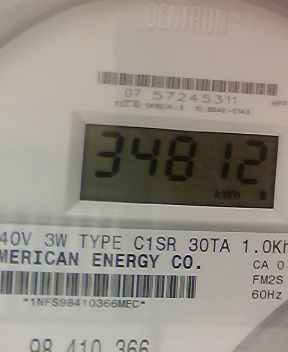 CENTRON
07 57245311
34812
kWh
40V 3W TYPE C1SR 30TA 1.0Kh
MERICAN ENERGY CO.
CA 0
FM2S
60Hz
*1NFS98410366MEC*
98 410 366